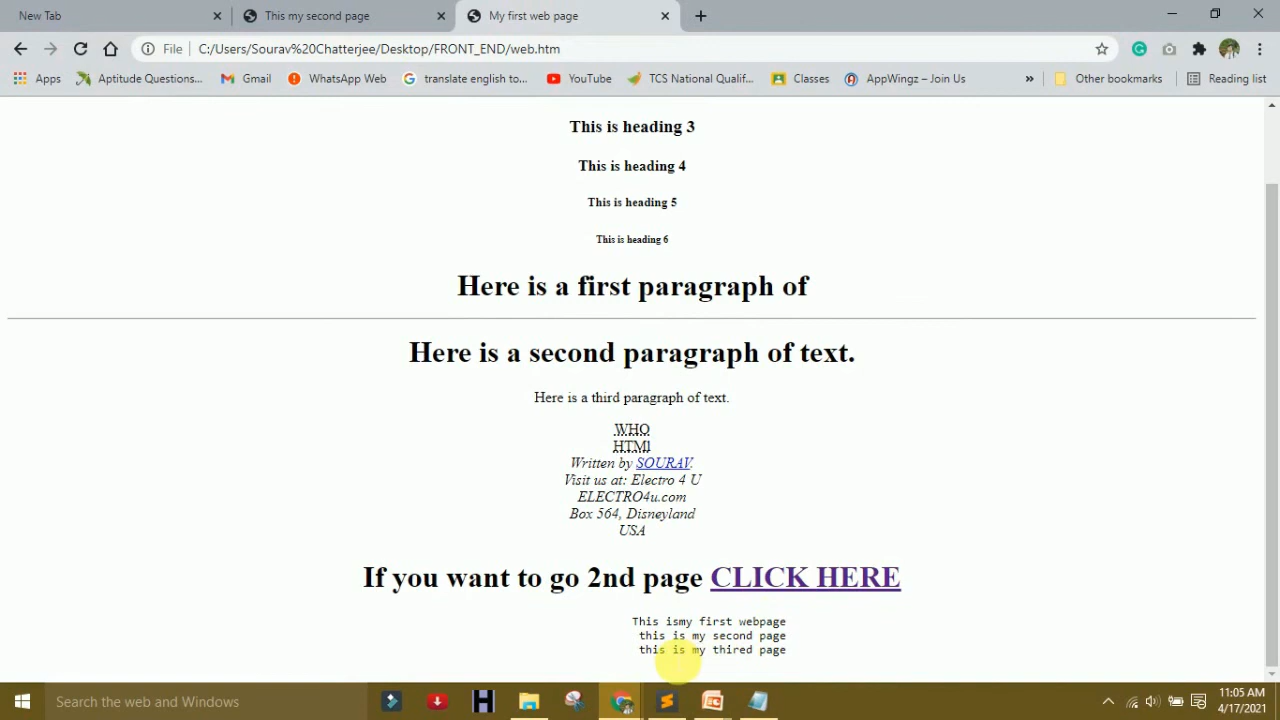 New Tab
This my second page
My first web page
File
C:/Users/Sourav%20Chatterjee/Desktop/FRONT_END/web.htm
Apps
Aptitude Questions...
Gmail
WhatsApp Web
translate english to...
YouTube
TCS National Qualif...
Classes
AppWingz – Join Us
»
Other bookmarks
Reading list
This is heading 3
This is heading 4
This is heading 5
This is heading 6
Here is a first paragraph of
Here is a second paragraph of text.
Here is a third paragraph of text.
WHO
HTMl
Written by SOURAV.
Visit us at: Electro 4 U
ELECTRO4u.com
Box 564, Disneyland
USA
If you want to go 2nd page CLICK HERE
This ismy first webpage
this is my second page
this is my thired page
Search the web and Windows
11:05 AM
4/17/2021